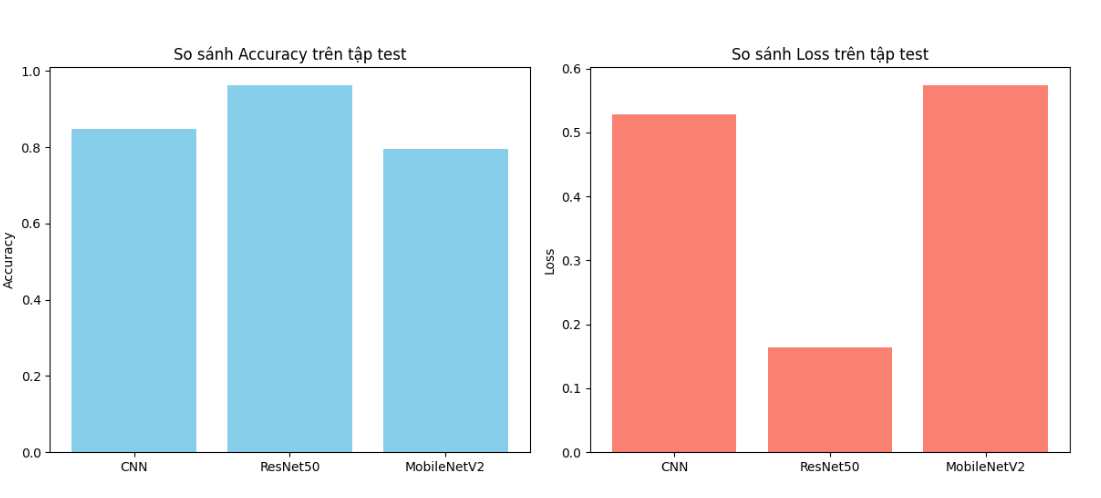 So sánh Accuracy trên tập test
Accuracy
1.0
0.8
0.6
0.4
0.2
0.0
CNN ResNet50 MobileNetV2
So sánh Loss trên tập test
Loss
0.6
0.5
0.4
0.3
0.2
0.1
0.0
CNN ResNet50 MobileNetV2